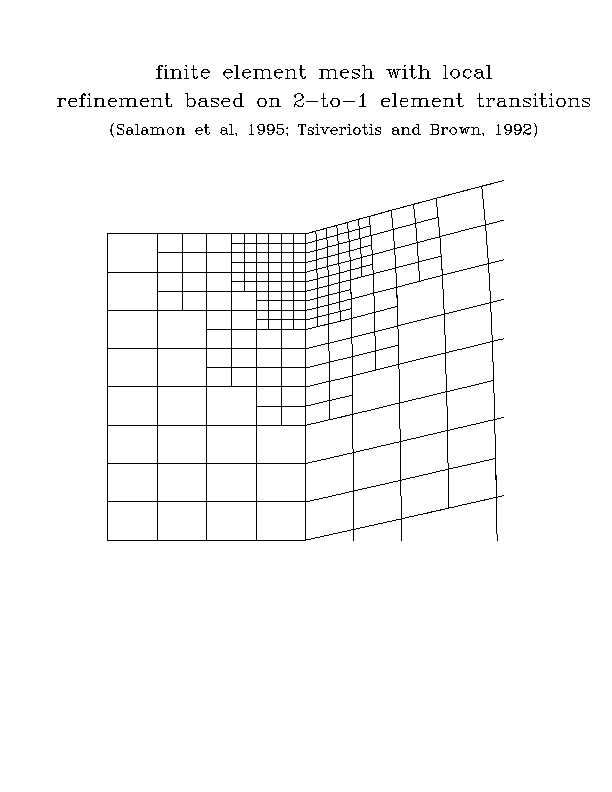 finite element mesh with local
refinement based on 2-to-1 element transitions
(Salamon et al, 1995; Tsiveriotis and Brown, 1992)